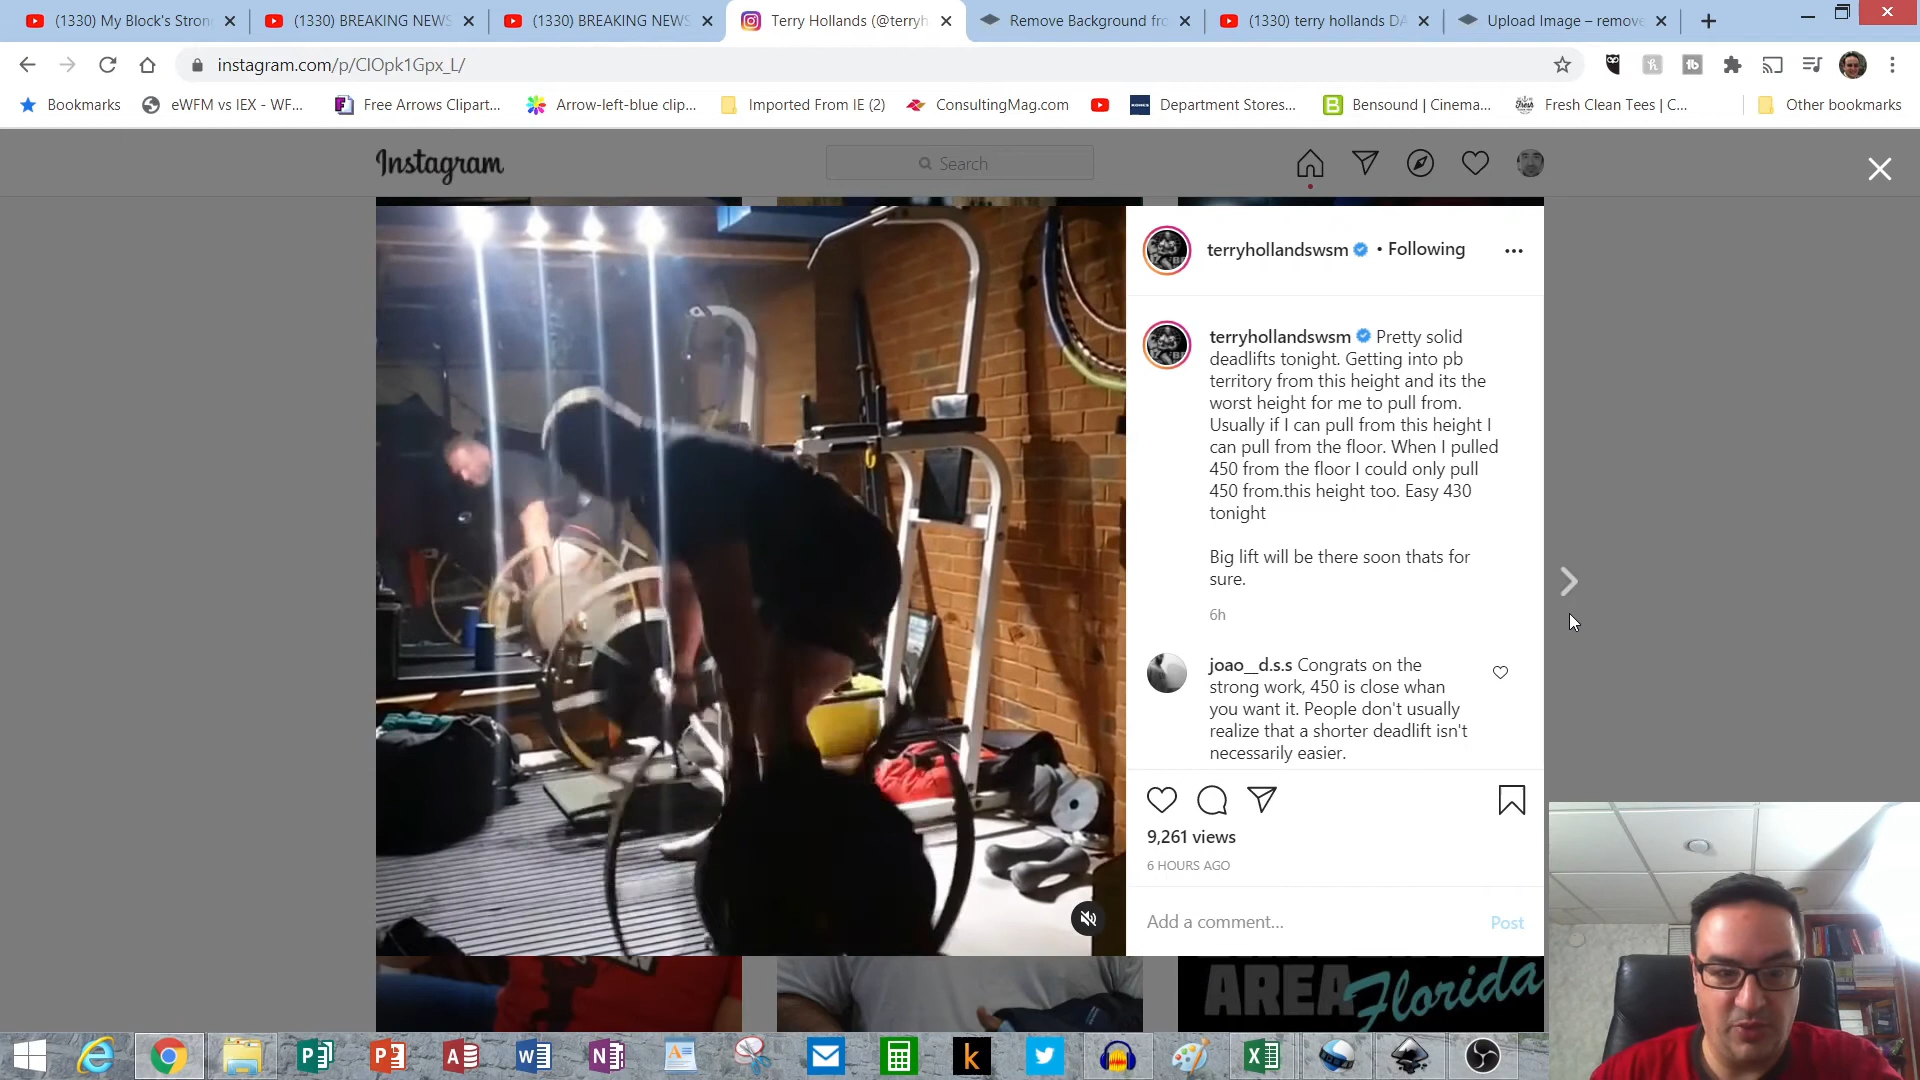 (1330) My Block's Stron
(1330) BREAKING NEWS
(1330) BREAKING NEWS
Terry Hollands (@terryh
Remove Background fro
(1330) terry hollands DA
Upload Image – remove
instagram.com/p/ClOpk1Gpx_L/
Bookmarks
eWFM vs IEX - WF...
Free Arrows Clipart...
Arrow-left-blue clip...
Imported From IE (2)
ConsultingMag.com
Department Stores...
Bensound | Cinema...
Fresh Clean Tees | C...
Other bookmarks
Instagram
Search
terryhollandswsm • Following
terryhollandswsm Pretty solid
deadlifts tonight. Getting into pb
territory from this height and its the
worst height for me to pull from.
Usually if I can pull from this height I
can pull from the floor. When I pulled
450 from the floor I could only pull
450 from.this height too. Easy 430
tonight
Big lift will be there soon thats for
sure.
6h
joao__d.s.s Congrats on the
strong work, 450 is close whan
you want it. People don't usually
realize that a shorter deadlift isn't
necessarily easier.
9,261 views
6 HOURS AGO
Add a comment...
Post
AREA Florida